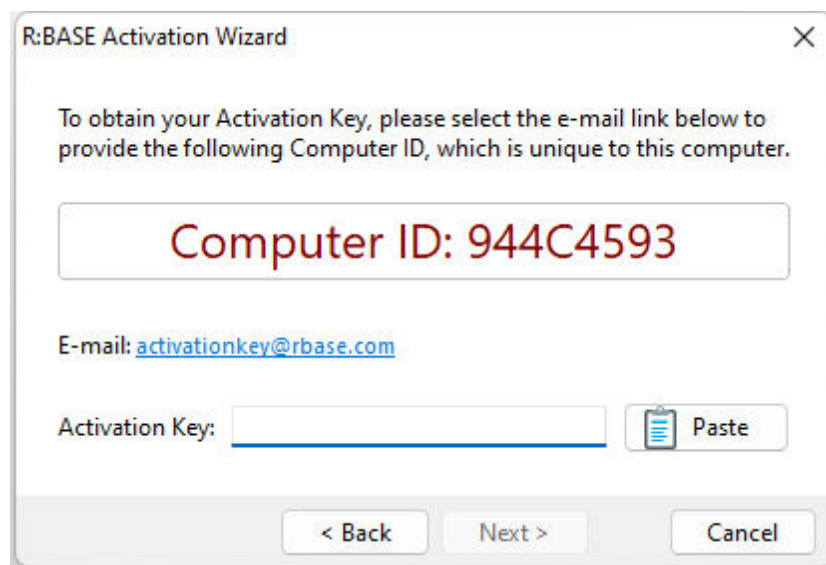 R:BASE Activation Wizard
To obtain your Activation Key, please select the e-mail link below to
provide the following Computer ID, which is unique to this computer.
Computer ID: 944C4593
E-mail: activationkey@rbase.com
Activation Key:
Paste
< Back
Next >
Cancel